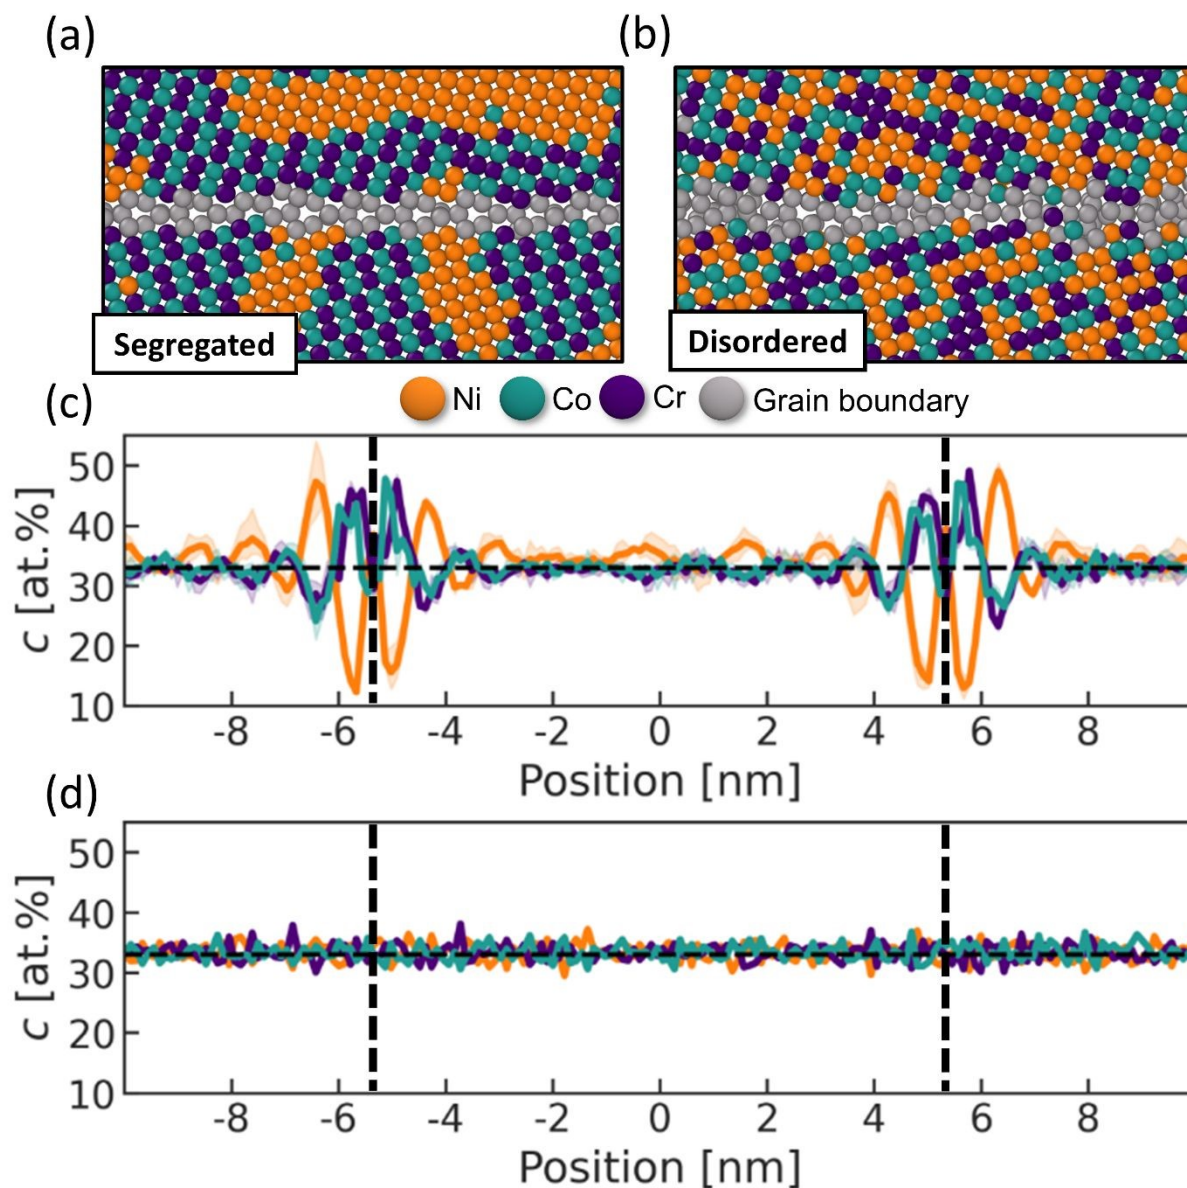 (a)
(b)
Segregated
Disordered
Ni Co Cr Grain boundary
(c)
c [at.%]
50
40
30
20
10
-8 -6 -4 -2 0 2 4 6 8
Position [nm]
(d)
c [at.%]
50
40
30
20
10
-8 -6 -4 -2 0 2 4 6 8
Position [nm]